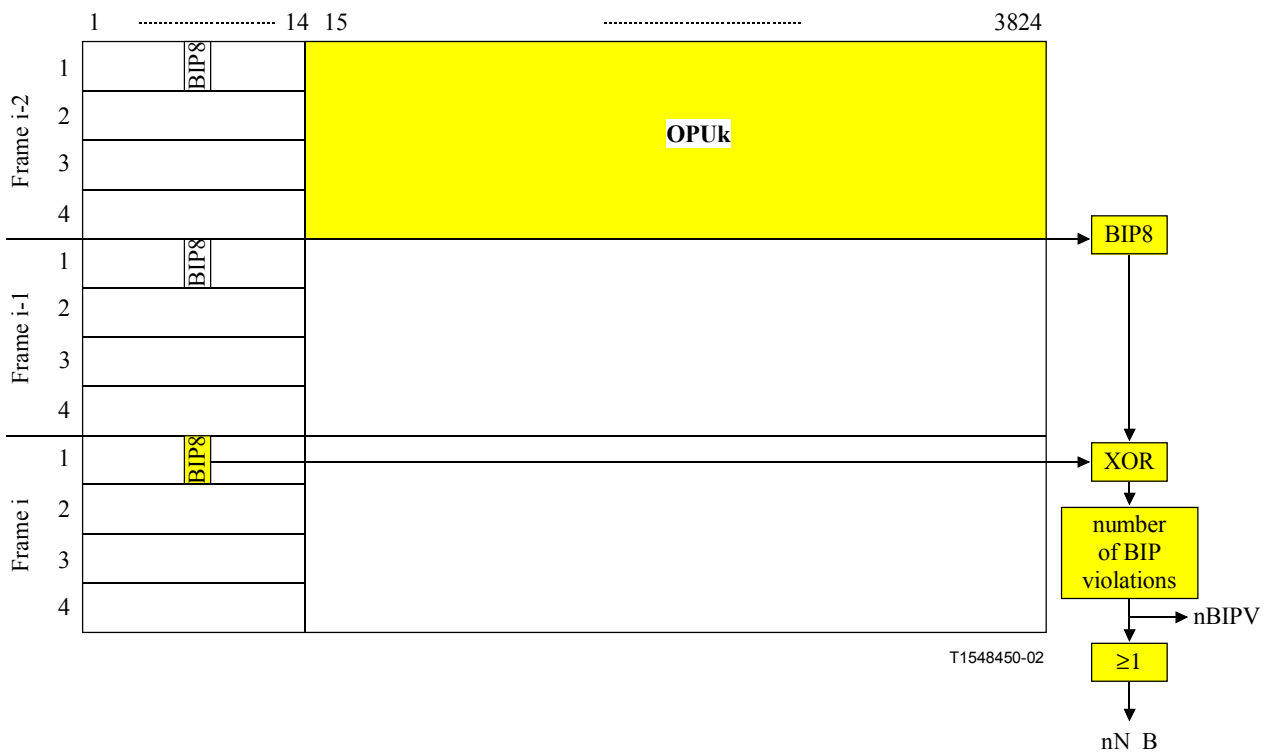 1 14 15 3824
Frame i-2
1 BIP8
2
3
4
OPUk
BIP8
Frame i-1
1 BIP8
2
3
4
Frame i
1 BIP8
2
3
4
XOR
number
of BIP
violations
nBIPV
≥1
nN_B
T1548450-02